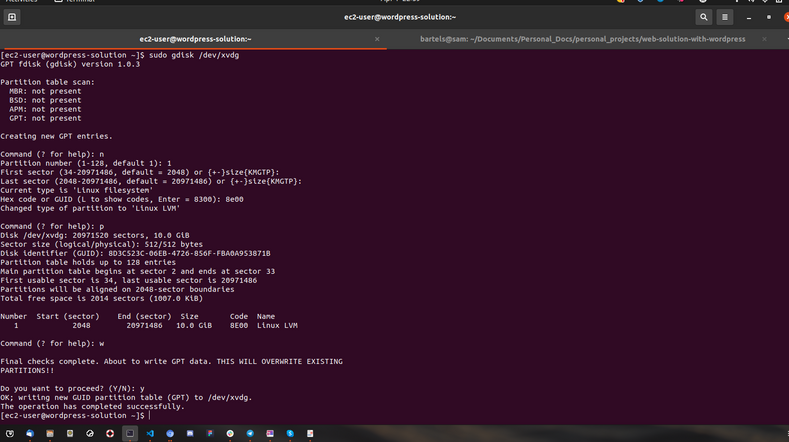 Activities Terminal
ec2-user@wordpress-solution:~
ec2-user@wordpress-solution:~
bartels@sam: ~/Documents/Personal_Docs/personal_projects/web-solution-with-wordpress
[ec2-user@wordpress-solution ~]$ sudo gdisk /dev/xvdg
GPT fdisk (gdisk) version 1.0.3
Partition table scan:
MBR: not present
BSD: not present
APM: not present
GPT: not present
Creating new GPT entries.
Command (? for help): n
Partition number (1-128, default 1): 1
First sector (34-20971486, default = 2048) or {+-}size{KMGTP}:
Last sector (2048-20971486, default = 20971486) or {+-}size{KMGTP}:
Current type is 'Linux filesystem'
Hex code or GUID (L to show codes, Enter = 8300): 8e00
Changed type of partition to 'Linux LVM'
Command (? for help): p
Disk /dev/xvdg: 20971520 sectors, 10.0 GiB
Sector size (logical/physical): 512/512 bytes
Disk identifier (GUID): 8D3C523C-06EB-4726-856F-FBA0A953871B
Partition table holds up to 128 entries
Main partition table begins at sector 2 and ends at sector 33
First usable sector is 34, last usable sector is 20971486
Partitions will be aligned on 2048-sector boundaries
Total free space is 2014 sectors (1007.0 KiB)
Number Start (sector) End (sector) Size Code Name
1 2048 20971486 10.0 GiB 8E00 Linux LVM
Command (? for help): w
Final checks complete. About to write GPT data. THIS WILL OVERWRITE EXISTING
PARTITIONS!!
Do you want to proceed? (Y/N): y
OK; writing new GUID partition table (GPT) to /dev/xvdg.
The operation has completed successfully.
[ec2-user@wordpress-solution ~]$